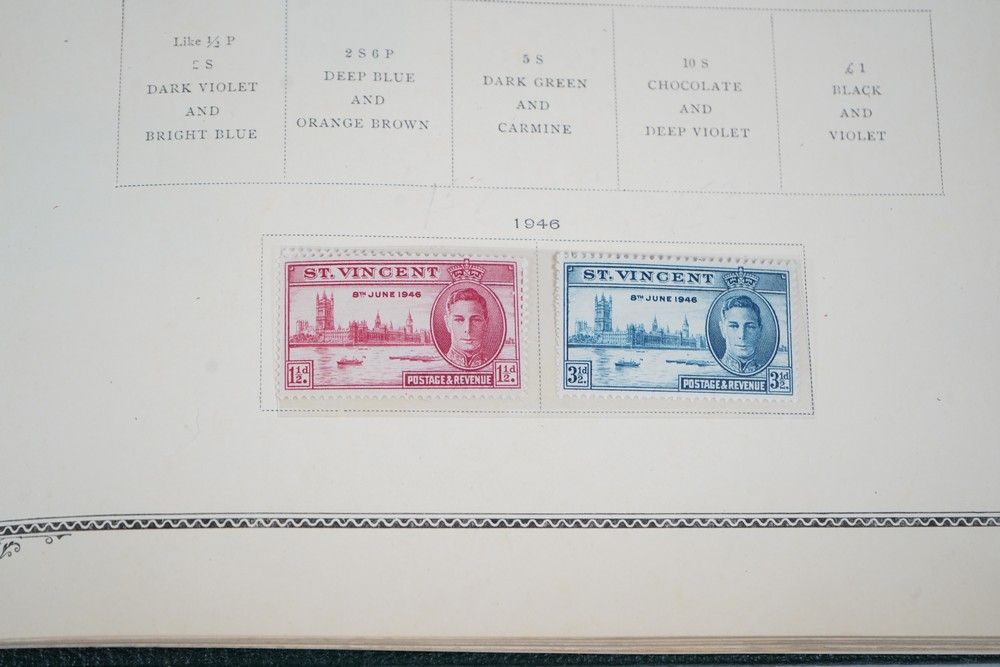 Like ½ P
2 S
DARK VIOLET
AND
BRIGHT BLUE
2 S 6 P
DEEP BLUE
AND
ORANGE BROWN
5 S
DARK GREEN
AND
CARMINE
10 S
CHOCOLATE
AND
DEEP VIOLET
£ 1
BLACK
AND
VIOLET
1946
ST. VINCENT
8TH JUNE 1946
1½d.
POSTAGE & REVENUE
1½d.
ST. VINCENT
8TH JUNE 1946
3½d.
POSTAGE & REVENUE
3½d.